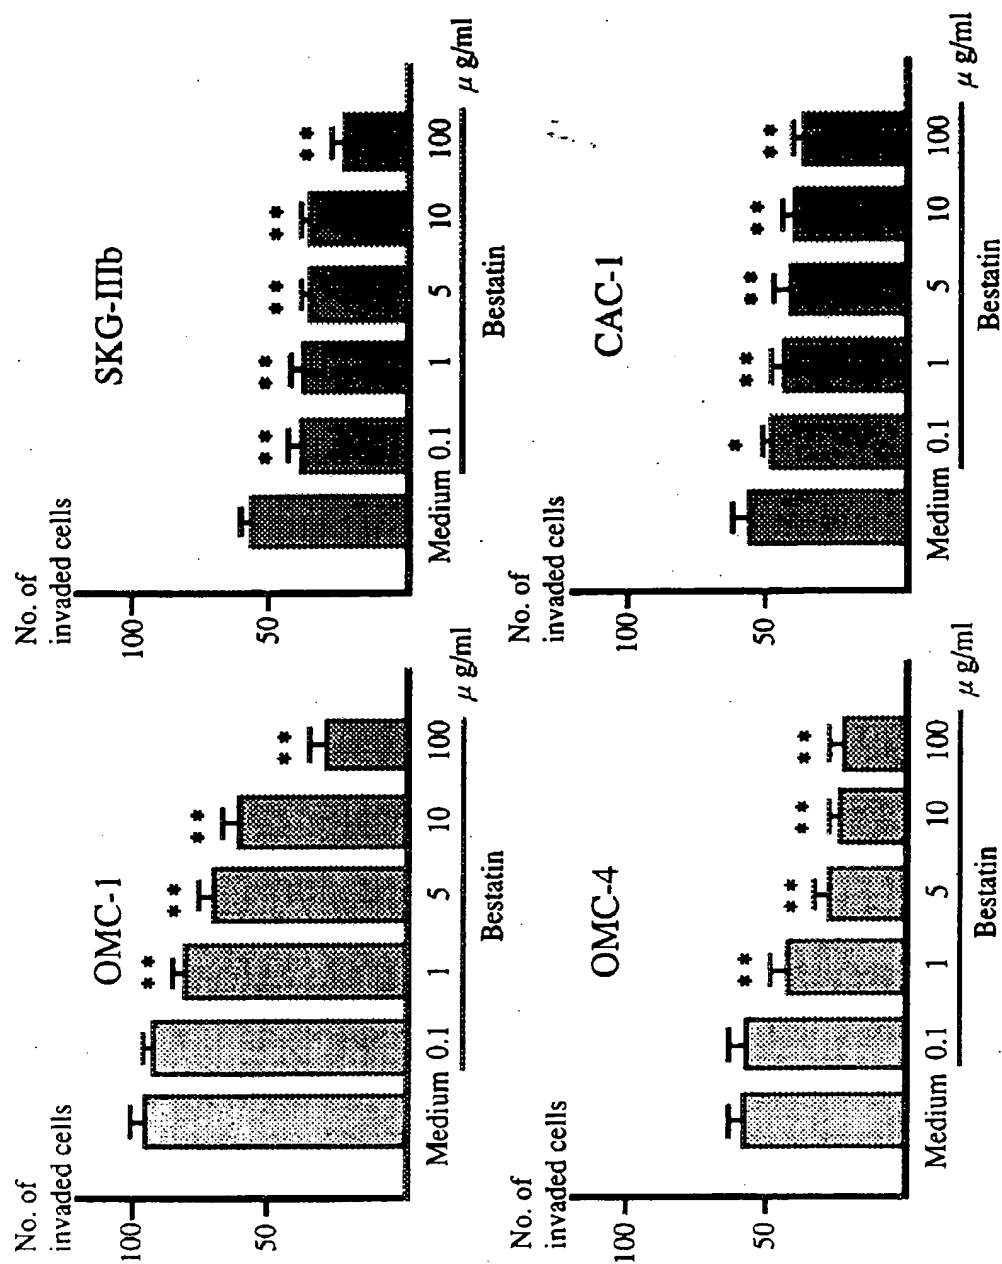 No. of
invaded cells
OMC-1
100
50
** ** ** **
Medium 0.1 1 5 10 100 μ g/ml
Bestatin
No. of
invaded cells
SKG-IIIb
100
50
** ** ** ** **
Medium 0.1 1 5 10 100 μ g/ml
Bestatin
No. of
invaded cells
OMC-4
100
50
** ** ** **
Medium 0.1 1 5 10 100 μ g/ml
Bestatin
No. of
invaded cells
CAC-1
100
50
* ** ** ** **
Medium 0.1 1 5 10 100 μ g/ml
Bestatin